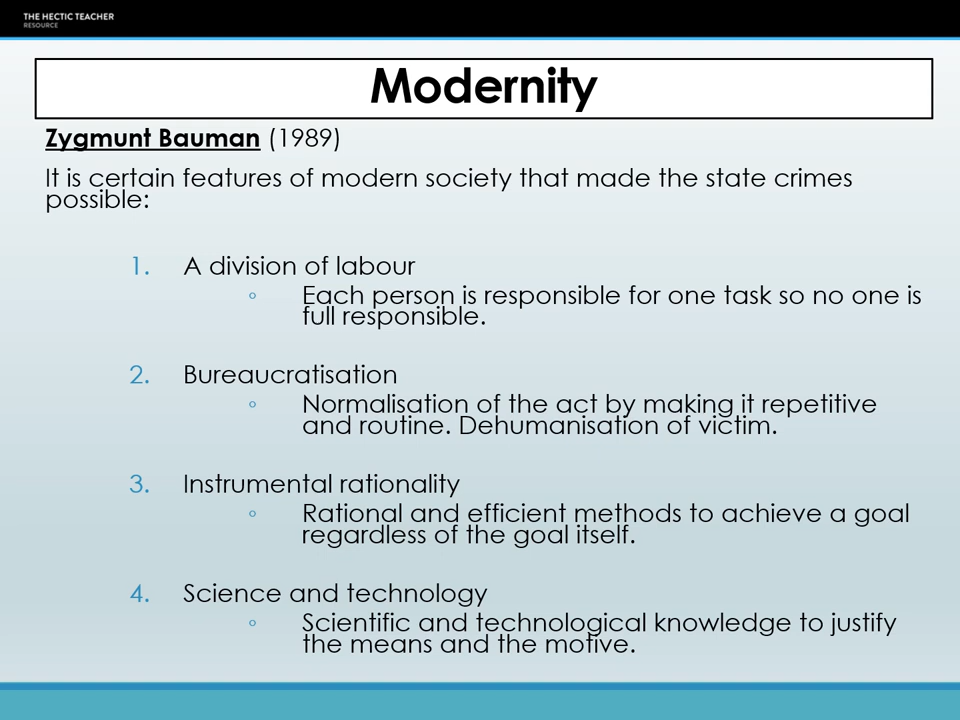 THE HECTIC TEACHER
RESOURCE
Modernity
Zygmunt Bauman (1989)
It is certain features of modern society that made the state crimes
possible:
1. A division of labour
◦ Each person is responsible for one task so no one is
full responsible.
2. Bureaucratisation
◦ Normalisation of the act by making it repetitive
and routine. Dehumanisation of victim.
3. Instrumental rationality
◦ Rational and efficient methods to achieve a goal
regardless of the goal itself.
4. Science and technology
◦ Scientific and technological knowledge to justify
the means and the motive.